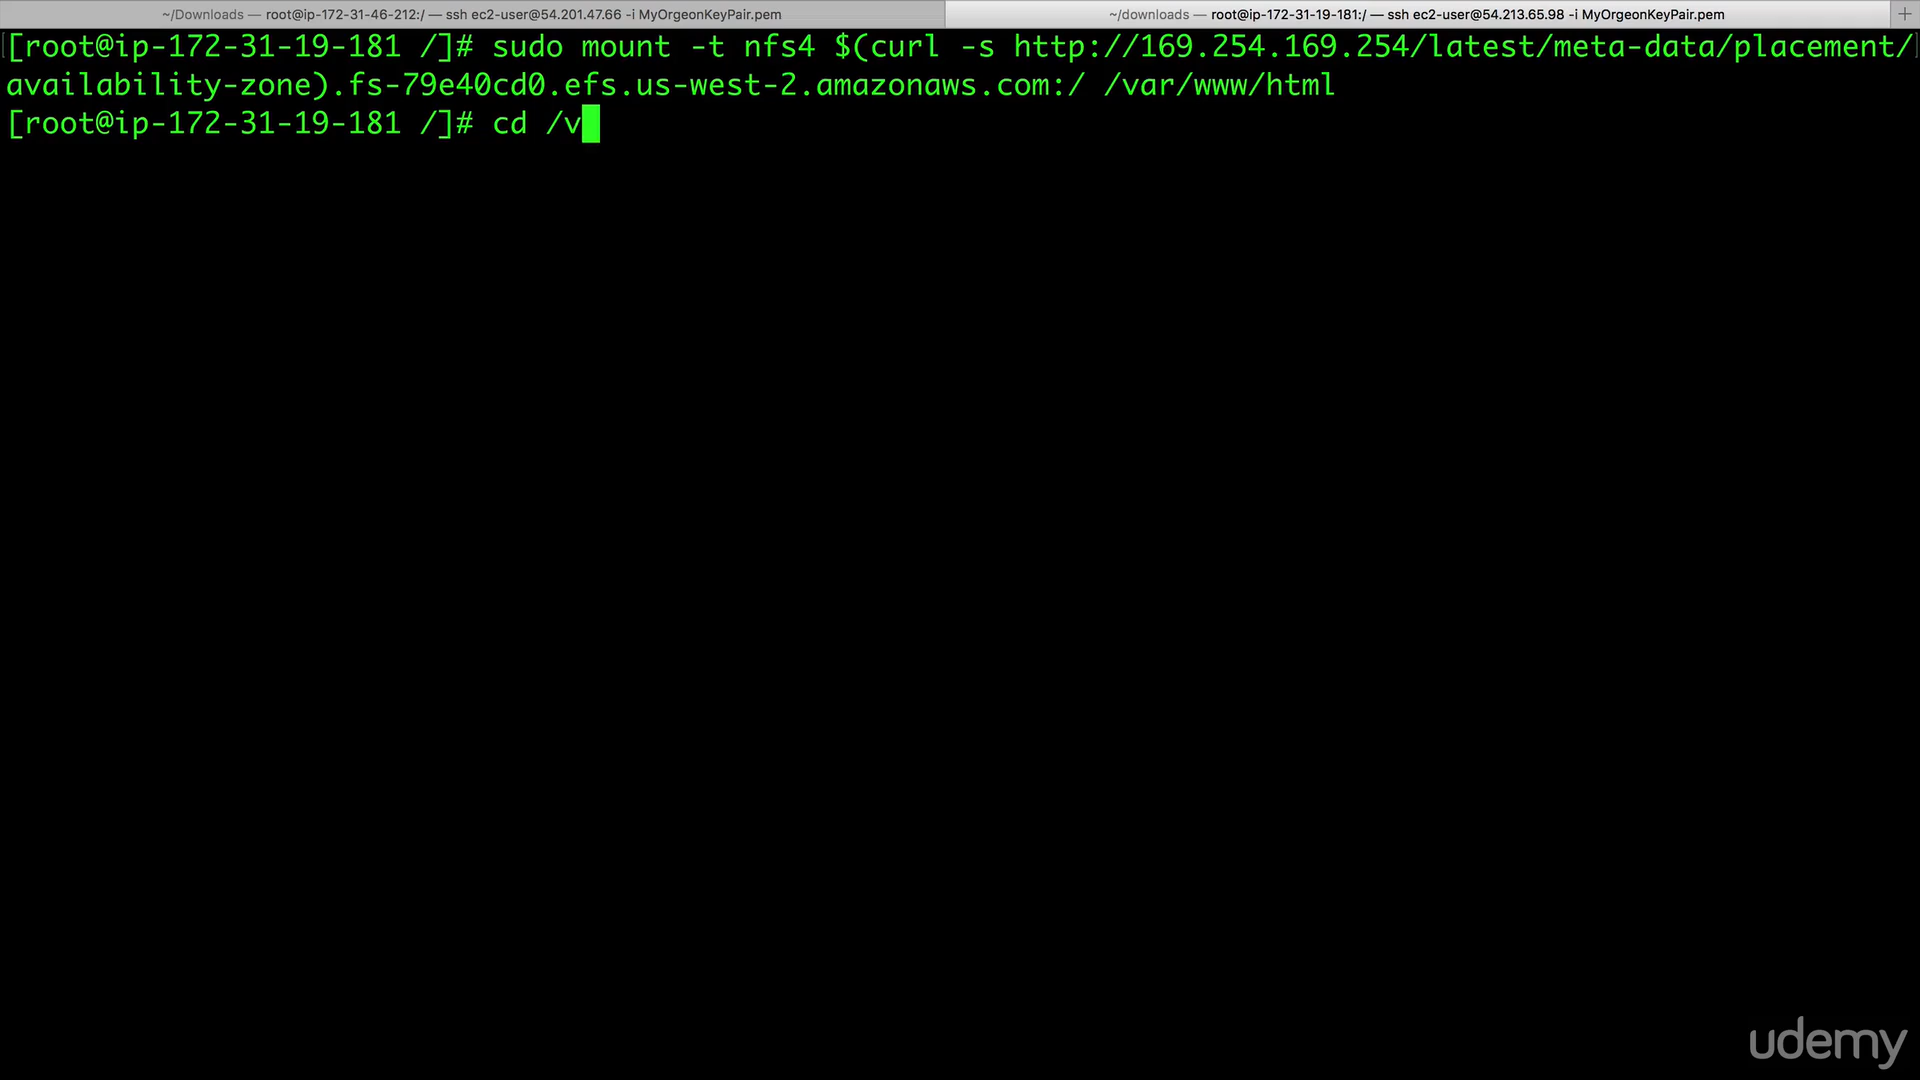 ~/Downloads — root@ip-172-31-46-212:/ — ssh ec2-user@54.201.47.66 -i MyOrgeonKeyPair.pem
~/downloads — root@ip-172-31-19-181:/ — ssh ec2-user@54.213.65.98 -i MyOrgeonKeyPair.pem
[root@ip-172-31-19-181 /]# sudo mount -t nfs4 $(curl -s http://169.254.169.254/latest/meta-data/placement/
availability-zone).fs-79e40cd0.efs.us-west-2.amazonaws.com:/ /var/www/html
[root@ip-172-31-19-181 /]# cd /v
udemy